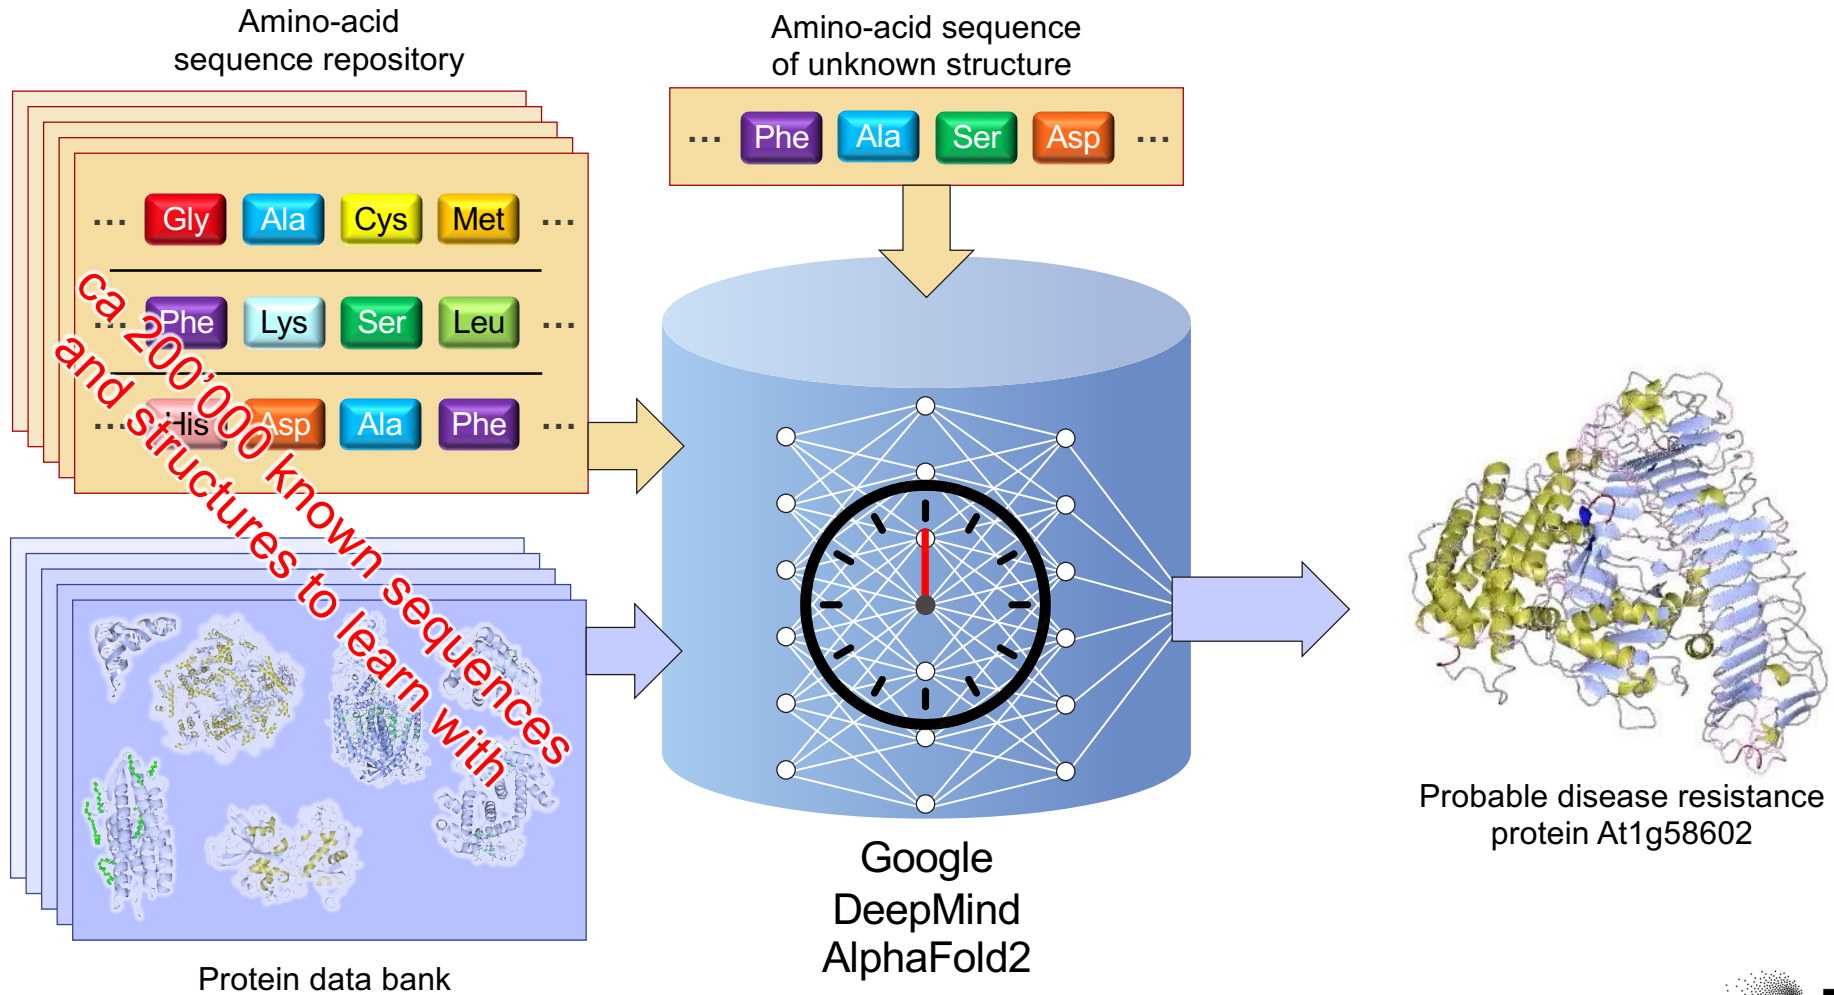 Amino-acid
sequence repository
Amino-acid sequence
of unknown structure
... Phe Ala Ser Asp ...
... Gly Ala Cys Met ...
... Phe Lys Ser Leu ...
... His Asp Ala Phe ...
ca 200’000 known sequences
and structures to learn with
Protein data bank
Google
DeepMind
AlphaFold2
Probable disease resistance
protein At1g58602